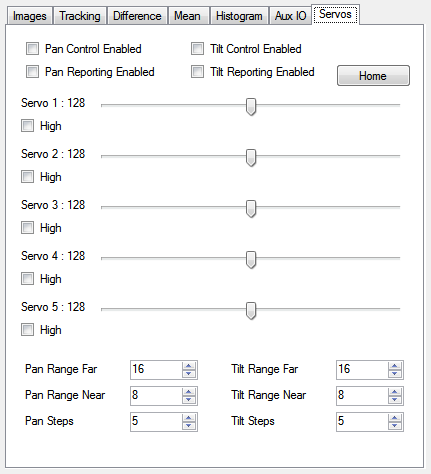 Images Tracking Difference Mean Histogram Aux IO Servos
Pan Control Enabled Tilt Control Enabled
Pan Reporting Enabled Tilt Reporting Enabled
Home
Servo 1 : 128
High
Servo 2 : 128
High
Servo 3 : 128
High
Servo 4 : 128
High
Servo 5 : 128
High
Pan Range Far 16 Tilt Range Far 16
Pan Range Near 8 Tilt Range Near 8
Pan Steps 5 Tilt Steps 5